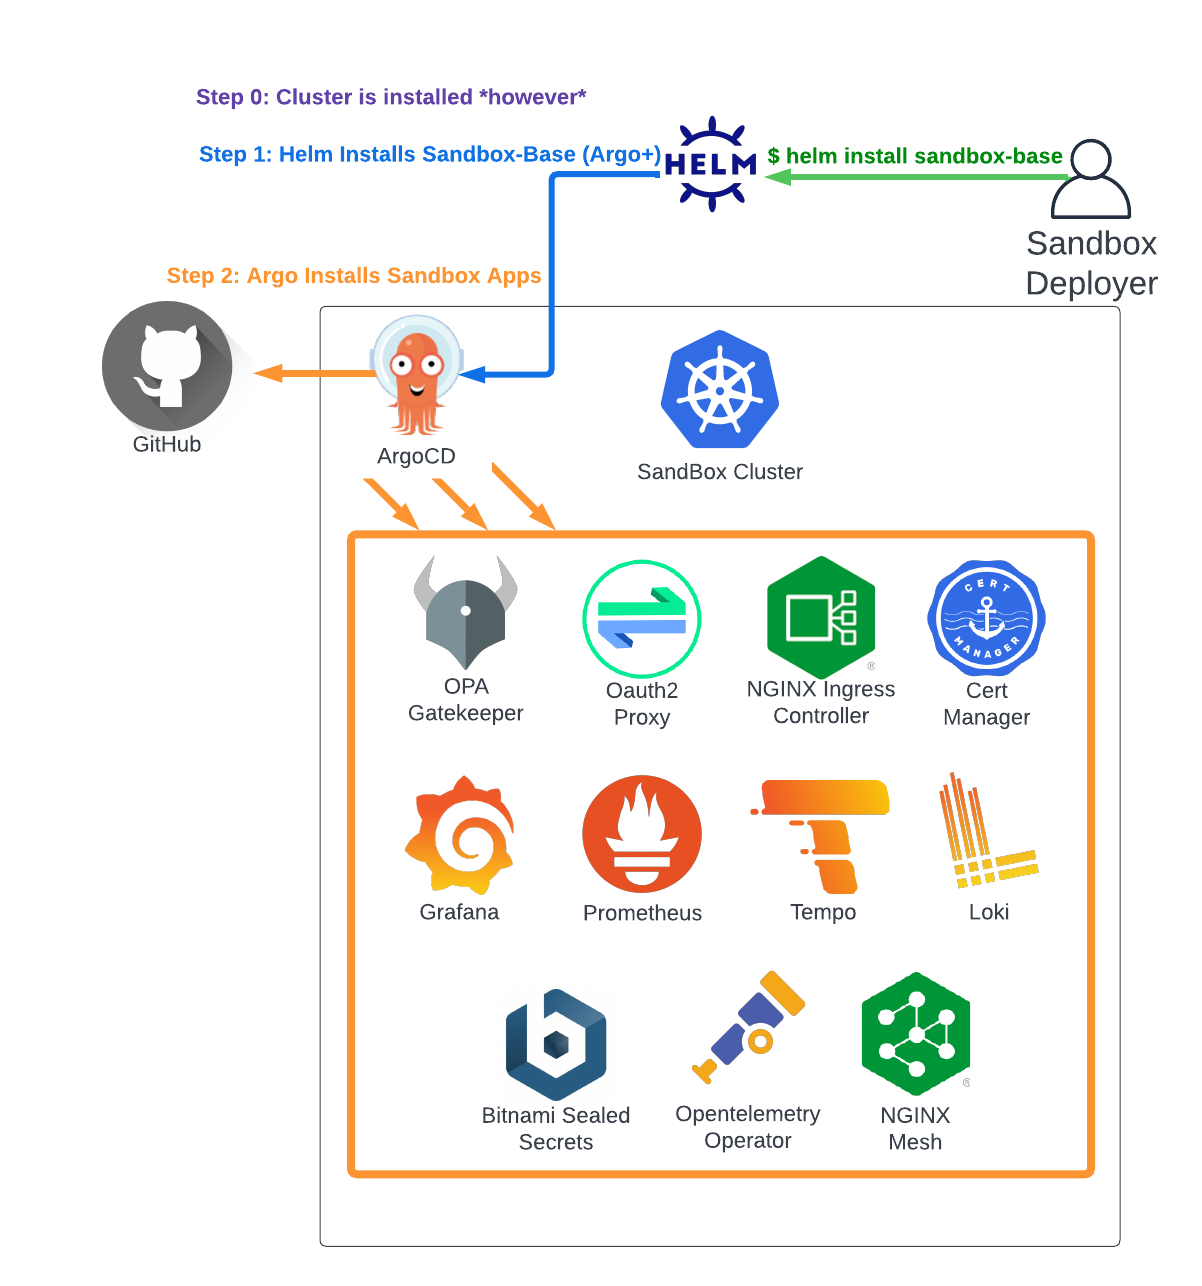 Step 0: Cluster is installed *however*
Step 1: Helm Installs Sandbox-Base (Argo+)
HELM
$ helm install sandbox-base
Sandbox
Deployer
Step 2: Argo Installs Sandbox Apps
GitHub
ArgoCD
SandBox Cluster
OPA
Gatekeeper
Oauth2
Proxy
®
NGINX Ingress
Controller
CERT
MANAGER
Cert
Manager
Grafana
Prometheus
Tempo
Loki
Bitnami Sealed
Secrets
Opentelemetry
Operator
®
NGINX
Mesh